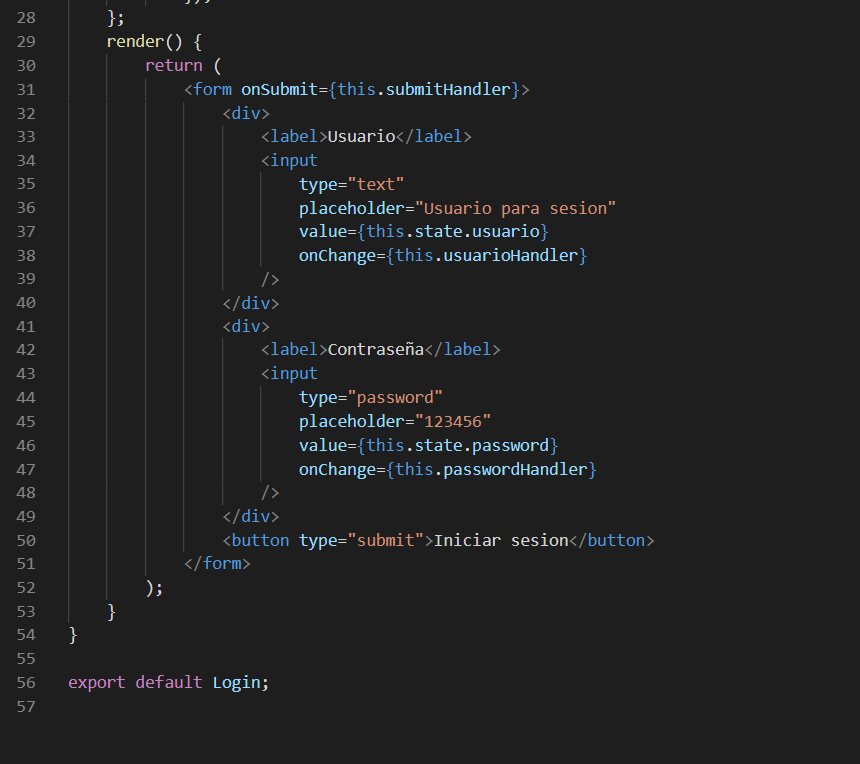 28 };
29 render() {
30 return (
31 <form onSubmit={this.submitHandler}>
32 <div>
33 <label>Usuario</label>
34 <input
35 type="text"
36 placeholder="Usuario para sesion"
37 value={this.state.usuario}
38 onChange={this.usuarioHandler}
39 />
40 </div>
41 <div>
42 <label>Contraseña</label>
43 <input
44 type="password"
45 placeholder="123456"
46 value={this.state.password}
47 onChange={this.passwordHandler}
48 />
49 </div>
50 <button type="submit">Iniciar sesion</button>
51 </form>
52 );
53 }
54 }
55
56 export default Login;
57